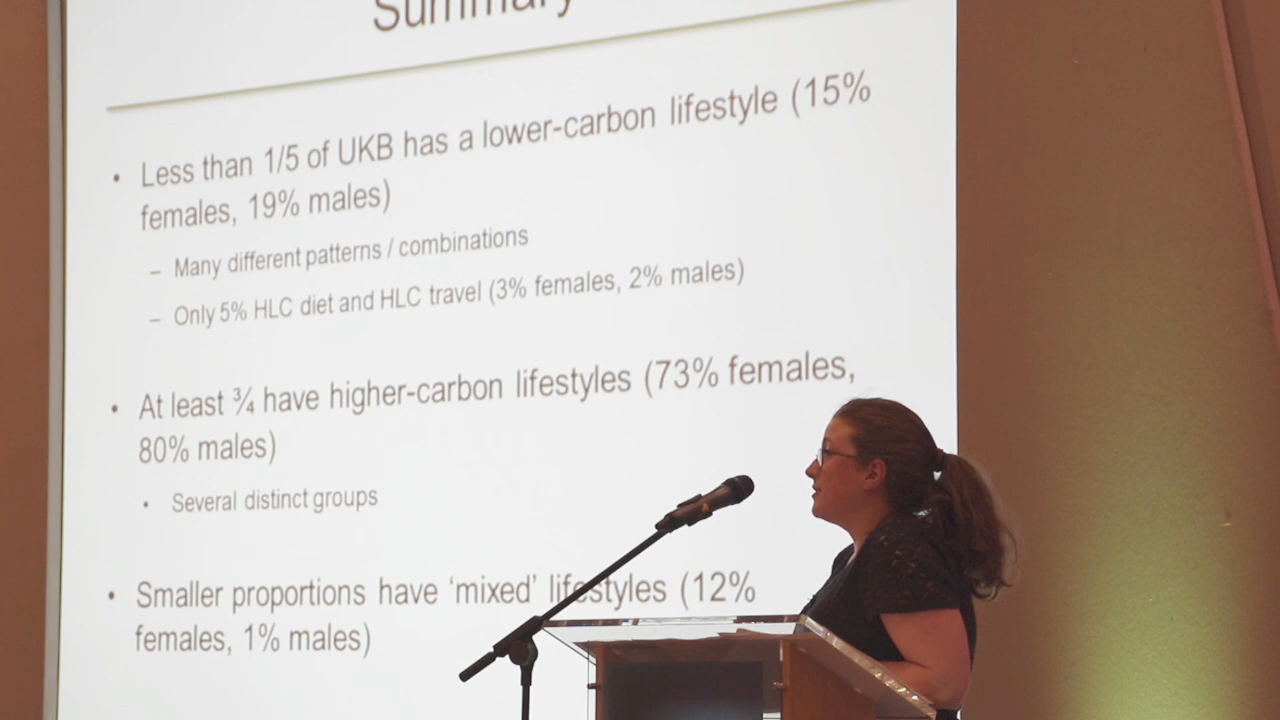 Summary
• Less than 1/5 of UKB has a lower-carbon lifestyle (15%
females, 19% males)
– Many different patterns / combinations
– Only 5% HLC diet and HLC travel (3% females, 2% males)
• At least ¾ have higher-carbon lifestyles (73% females,
80% males)
• Several distinct groups
• Smaller proportions have ‘mixed’ lifestyles (12%
females, 1% males)